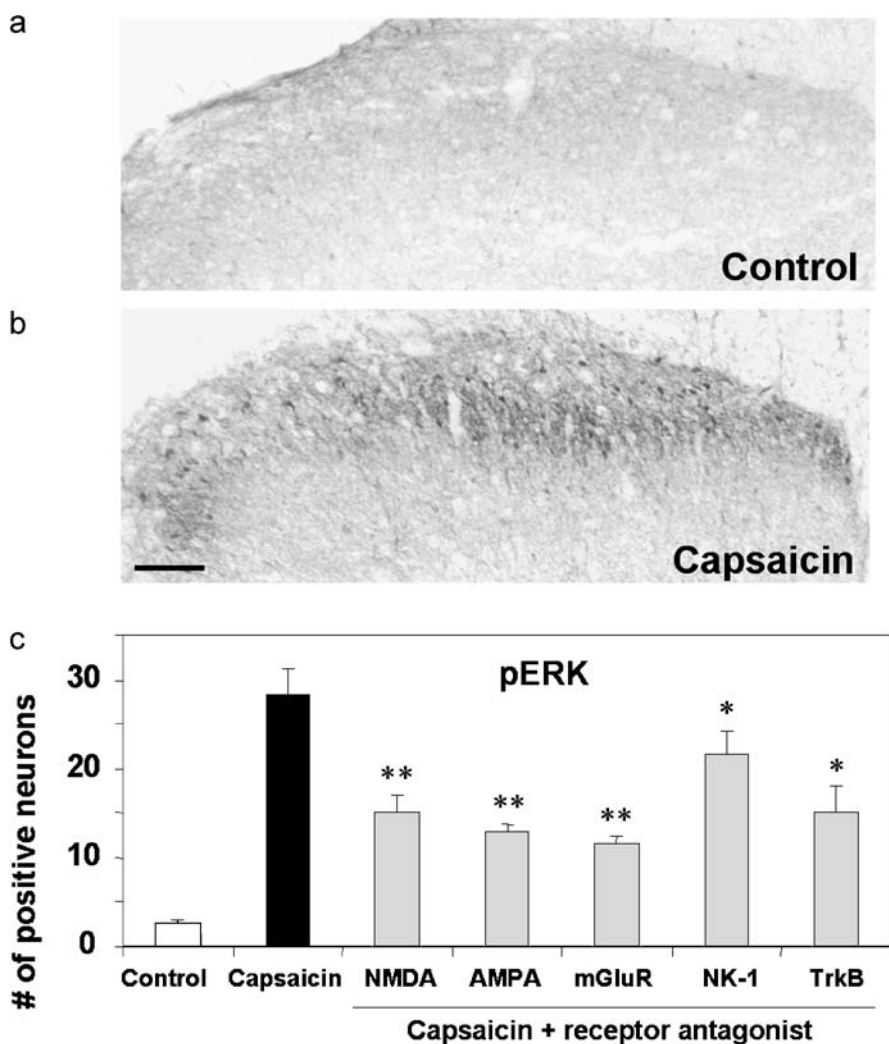 a
Control
b
Capsaicin
c
pERK
# of positive neurons
30
20
10
0
** ** ** * *
Control Capsaicin NMDA AMPA mGluR NK-1 TrkB
Capsaicin + receptor antagonist